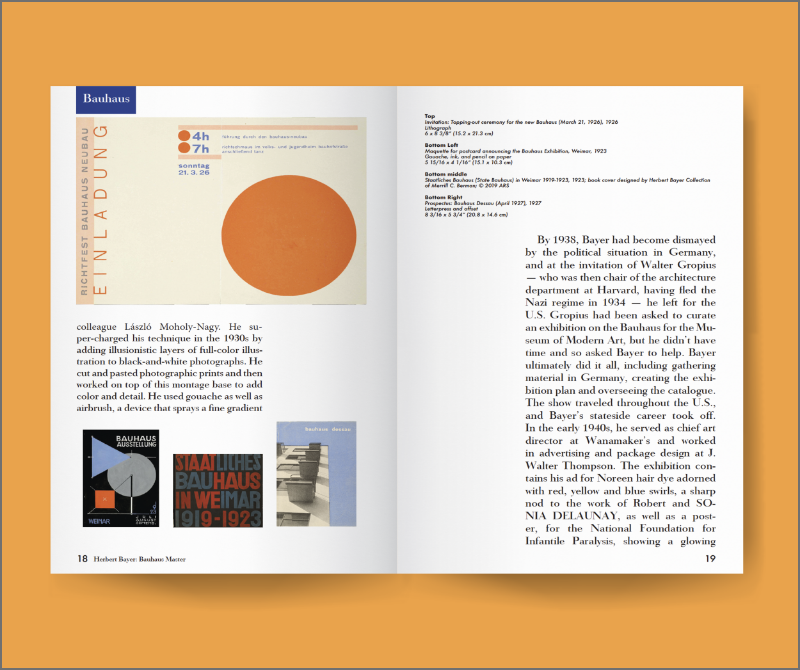 Bauhaus
RICHTFEST BAUHAUS NEUBAU
EINLADUNG
4h
führung durch den bauhausneubau
7h
anschließend tanz
sonntag
21. 3. 26
colleague László Moholy-Nagy. He su-
per-charged his technique in the 1930s by
adding illusionistic layers of full-color illus-
tration to black-and-white photographs. He
cut and pasted photographic prints and then
worked on top of this montage base to add
color and detail. He used gouache as well as
airbrush, a device that sprays a fine gradient
BAUHAUS
AUSSTELLUNG
WEIMAR
STAATLICHES
BAUHAUS
IN WEIMAR
1919-1923
bauhaus dessau
18 Herbert Bayer: Bauhaus Master
Top
Invitation: Topping-out ceremony for the new Bauhaus (March 21, 1926), 1926
Lithograph
6 x 8 3/8" (15.2 x 21.3 cm)
Bottom Left
Maquette for postcard announcing the Bauhaus Exhibition, Weimar, 1923
Gouache, ink, and pencil on paper
5 15/16 x 4 1/16" (15.1 x 10.3 cm)
Bottom middle
Staatliches Bauhaus (State Bauhaus) in Weimar 1919-1923, 1923; book cover designed by Herbert Bayer Collection
of Merrill C. Berman; © 2019 ARS
Bottom Right
Prospectus: Bauhaus Dessau (April 1927), 1927
Letterpress and offset
8 3/16 x 5 3/4" (20.8 x 14.6 cm)
By 1938, Bayer had become dismayed
by the political situation in Germany,
and at the invitation of Walter Gropius
— who was then chair of the architecture
department at Harvard, having fled the
Nazi regime in 1934 — he left for the
U.S. Gropius had been asked to curate
an exhibition on the Bauhaus for the Mu-
seum of Modern Art, but he didn't have
time and so asked Bayer to help. Bayer
ultimately did it all, including gathering
material in Germany, creating the exhi-
bition plan and overseeing the catalogue.
The show traveled throughout the U.S.,
and Bayer's stateside career took off.
In the early 1940s, he served as chief art
director at Wanamaker's and worked
in advertising and package design at J.
Walter Thompson. The exhibition con-
tains his ad for Noreen hair dye adorned
with red, yellow and blue swirls, a sharp
nod to the work of Robert and SO-
NIA DELAUNAY, as well as a post-
er, for the National Foundation for
Infantile Paralysis, showing a glowing
19